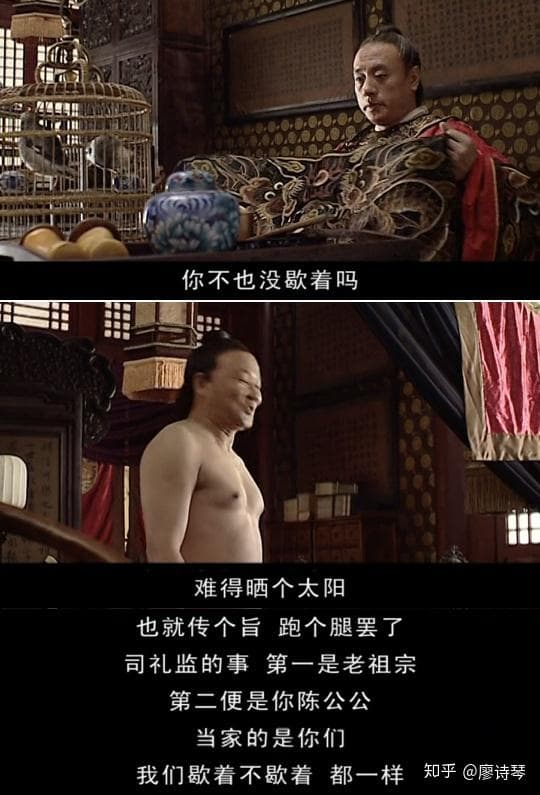 你不也没歇着吗
难得晒个太阳
也就传个旨 跑个腿罢了
司礼监的事 第一是老祖宗
第二便是你陈公公
当家的是你们
我们歇着不歇着 都一样
知乎 @廖诗琴